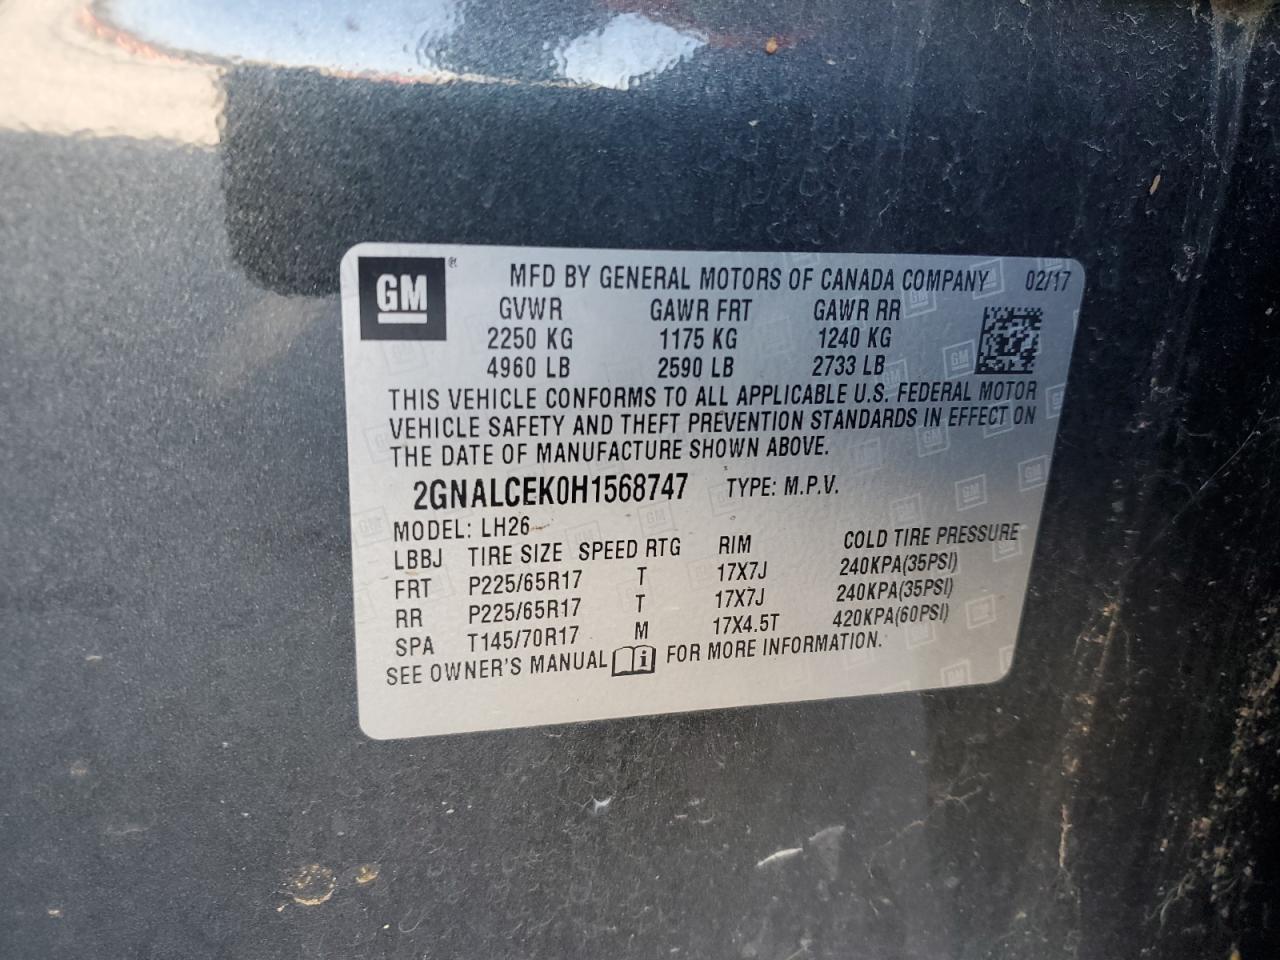 GM ® MFD BY GENERAL MOTORS OF CANADA COMPANY 02/17
GVWR GAWR FRT GAWR RR
2250 KG 1175 KG 1240 KG
4960 LB 2590 LB 2733 LB
THIS VEHICLE CONFORMS TO ALL APPLICABLE U.S. FEDERAL MOTOR
VEHICLE SAFETY AND THEFT PREVENTION STANDARDS IN EFFECT ON
THE DATE OF MANUFACTURE SHOWN ABOVE.
2GNALCEK0H1568747 TYPE: M.P.V.
MODEL: LH26
LBBJ TIRE SIZE SPEED RTG RIM COLD TIRE PRESSURE
FRT P225/65R17 T 17X7J 240KPA(35PSI)
RR P225/65R17 T 17X7J 240KPA(35PSI)
SPA T145/70R17 M 17X4.5T 420KPA(60PSI)
SEE OWNER'S MANUAL FOR MORE INFORMATION.